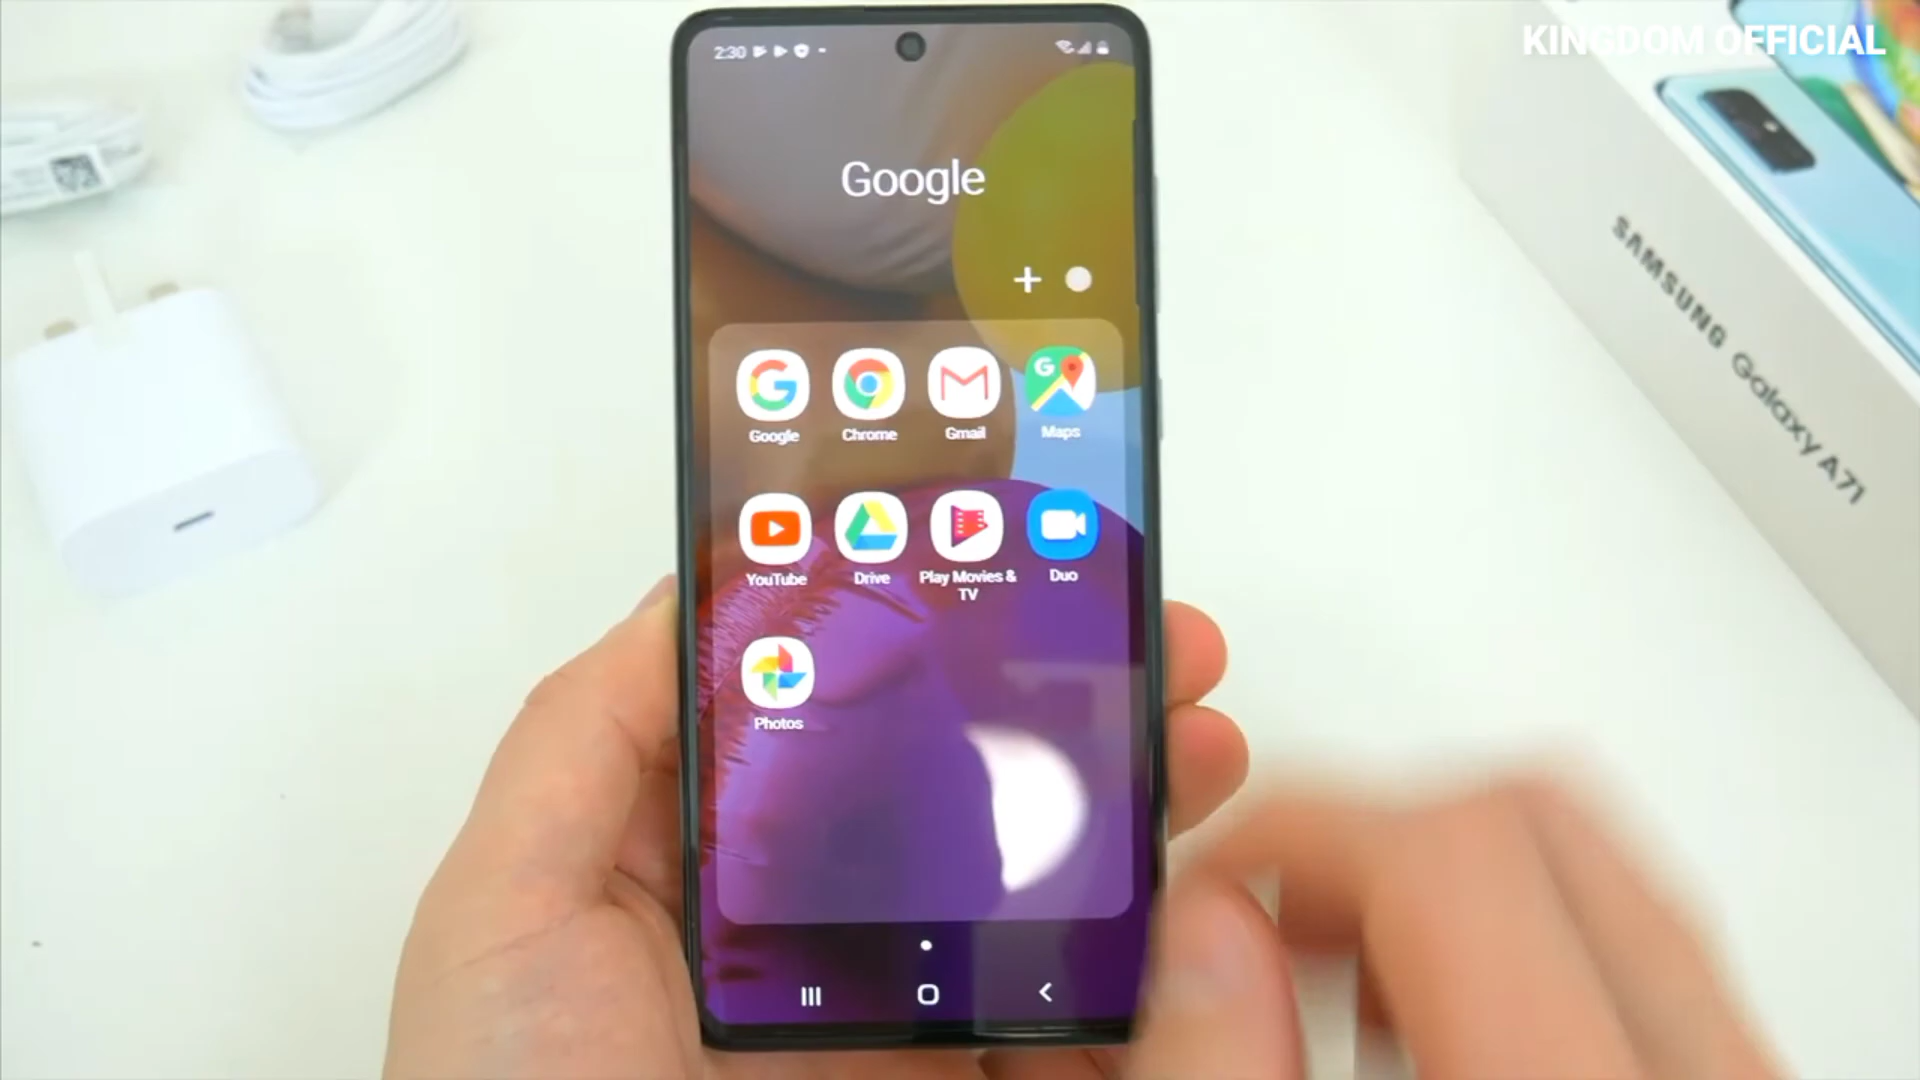 KINGDOM OFFICIAL
2:30
Google
Google
Chrome
Gmail
Maps
YouTube
Drive
Play Movies &
TV
Duo
Photos
SAMSUNG Galaxy A71